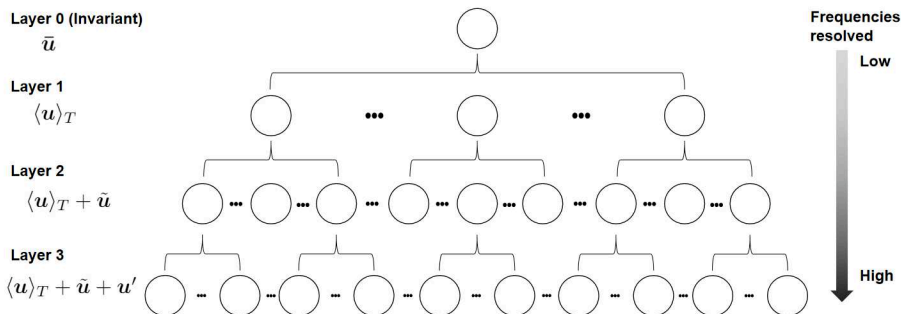 Layer 0 (Invariant)
ū
Layer 1
⟨u⟩_T
Layer 2
⟨u⟩_T + ũ
Layer 3
⟨u⟩_T + ũ + u′
Frequencies
resolved
Low
High